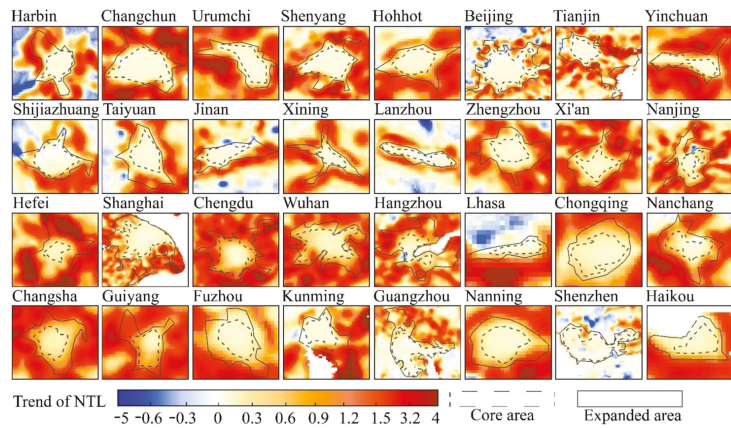 Harbin Changchun Urumchi Shenyang Hohhot Beijing Tianjin Yinchuan
Shijiazhuang Taiyuan Jinan Xining Lanzhou Zhengzhou Xi'an Nanjing
Hefei Shanghai Chengdu Wuhan Hangzhou Lhasa Chongqing Nanchang
Changsha Guiyang Fuzhou Kunming Guangzhou Nanning Shenzhen Haikou
Trend of NTL
-5 -0.6 -0.3 0 0.3 0.6 0.9 1.2 1.5 3.2 4
Core area
Expanded area